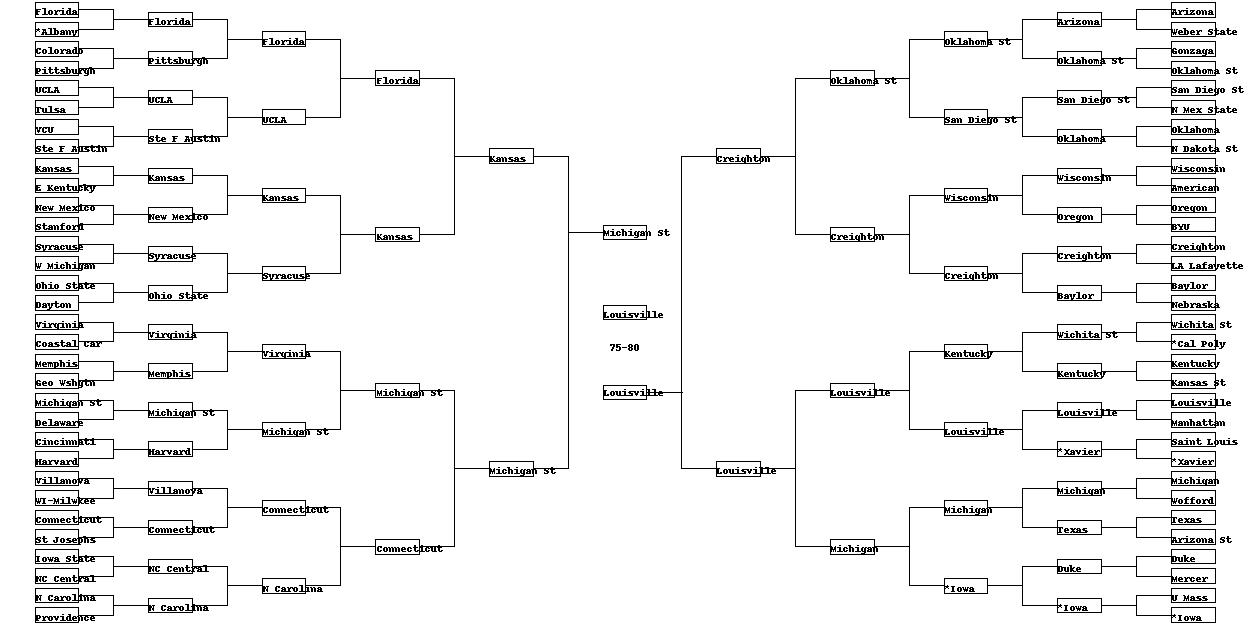 Florida
*Albany
Colorado
Pittsburgh
UCLA
Tulsa
VCU
Ste F Austin
Kansas
E Kentucky
New Mexico
Stanford
Syracuse
W Michigan
Ohio State
Dayton
Virginia
Coastal Car
Memphis
Geo Wshgtn
Michigan St
Delaware
Cincinnati
Harvard
Villanova
WI-Milwkee
Connecticut
St Josephs
Iowa State
NC Central
N Carolina
Providence
Florida
Pittsburgh
UCLA
Ste F Austin
Kansas
New Mexico
Syracuse
Ohio State
Virginia
Memphis
Michigan St
Harvard
Villanova
Connecticut
NC Central
N Carolina
Florida
UCLA
Kansas
Syracuse
Virginia
Michigan St
Connecticut
N Carolina
Florida
Kansas
Michigan St
Connecticut
Kansas
Michigan St
Michigan St
Louisville
75-80
Louisville
Creighton
Louisville
Oklahoma St
Creighton
Louisville
Michigan
Oklahoma St
San Diego St
Wisconsin
Creighton
Kentucky
Louisville
Michigan
*Iowa
Arizona
Oklahoma St
San Diego St
Oklahoma
Wisconsin
Oregon
Creighton
Baylor
Wichita St
Kentucky
Louisville
*Xavier
Michigan
Texas
Duke
*Iowa
Arizona
Weber State
Gonzaga
Oklahoma St
San Diego St
N Mex State
Oklahoma
N Dakota St
Wisconsin
American
Oregon
BYU
Creighton
LA Lafayette
Baylor
Nebraska
Wichita St
*Cal Poly
Kentucky
Kansas St
Louisville
Manhattan
Saint Louis
*Xavier
Michigan
Wofford
Texas
Arizona St
Duke
Mercer
U Mass
*Iowa